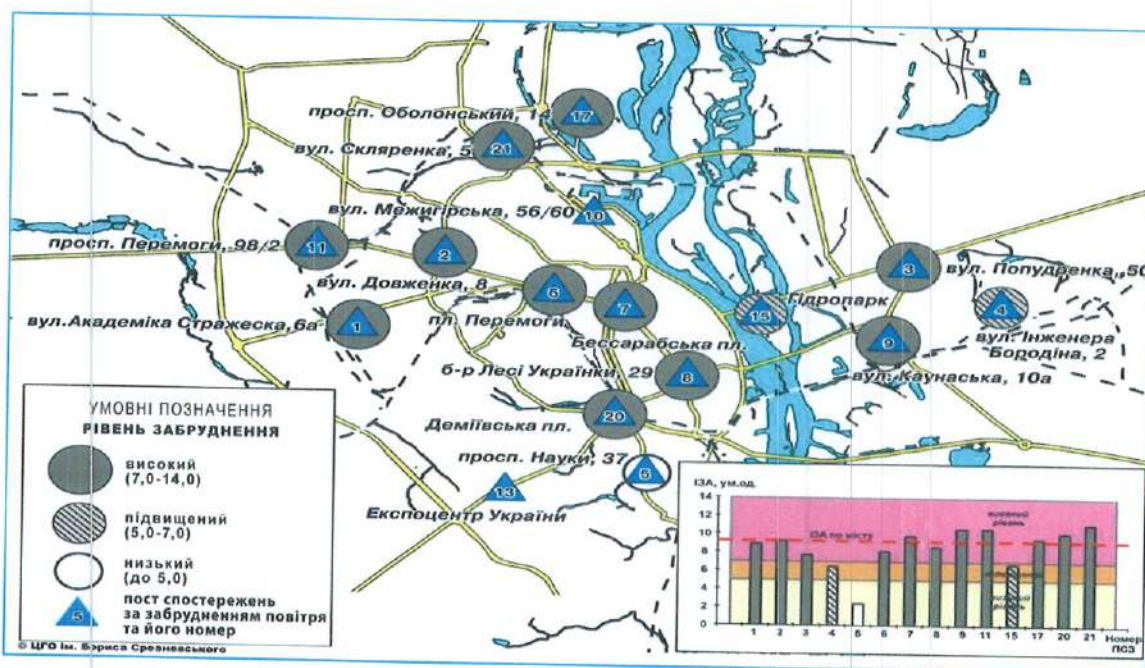 просп. Оболонський, 14
17
вул. Скляренка, 5
21
вул. Межигірська, 56/60
10
просп. Перемоги, 98/2
11
2
3
вул. Попудренка, 50
вул. Довженка, 8
6
7
Гідропарк
15
4
вул. Академіка Стражеска, 6а
1
пл. Перемоги
Бессарабська пл.
9
вул. Інженера
Бородіна, 2
б-р Лесі Українки, 29
8
вул. Каунаська, 10а
Деміївська пл.
20
просп. Науки, 37
5
13
Експоцентр України
УМОВНІ ПОЗНАЧЕННЯ
РІВЕНЬ ЗАБРУДНЕННЯ
високий
(7,0-14,0)
підвищений
(5,0-7,0)
низький
(до 5,0)
5
пост спостережень
за забрудненням повітря
та його номер
© ЦГО ім. Бориса Срезневського
ІЗА, ум.од.
14
12
10
8
6
4
2
0
рівень
ІЗА по місту
рівень
1 2 3 4 5 6 7 8 9 11 15 17 20 21
Номер
ПСЗ